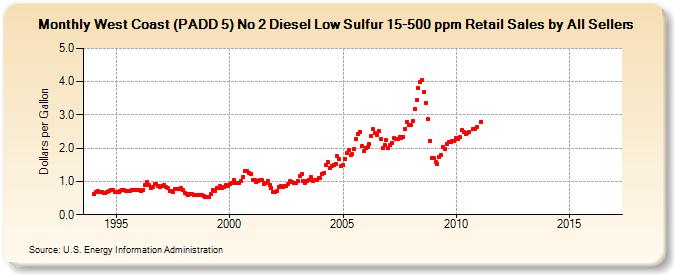 Monthly West Coast (PADD 5) No 2 Diesel Low Sulfur 15-500 ppm Retail Sales by All Sellers
Dollars per Gallon
5.0
4.0
3.0
2.0
1.0
0.0
1995 2000 2005 2010 2015
Source: U.S. Energy Information Administration